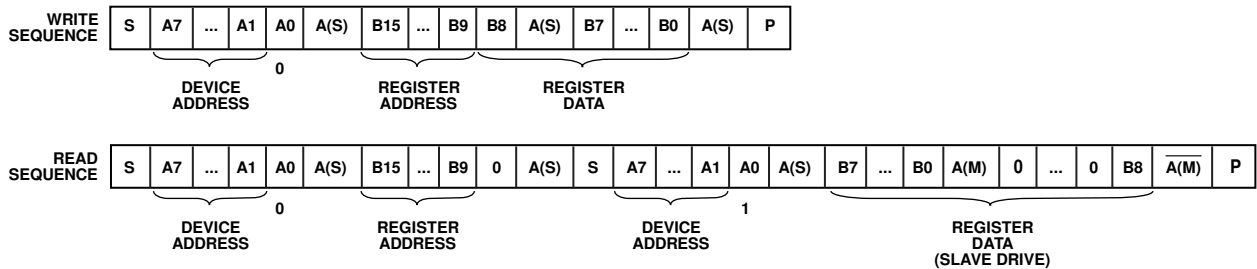 WRITE
SEQUENCE
S A7 ... A1 A0 A(S) B15 ... B9 B8 A(S) B7 ... B0 A(S) P
0
DEVICE
ADDRESS
REGISTER
ADDRESS
REGISTER
DATA
READ
SEQUENCE
S A7 ... A1 A0 A(S) B15 ... B9 0 A(S) S A7 ... A1 A0 A(S) B7 ... B0 A(M) 0 ... 0 B8 A̅(̅M̅)̅ P
0 1
DEVICE
ADDRESS
REGISTER
ADDRESS
DEVICE
ADDRESS
REGISTER
DATA
(SLAVE DRIVE)